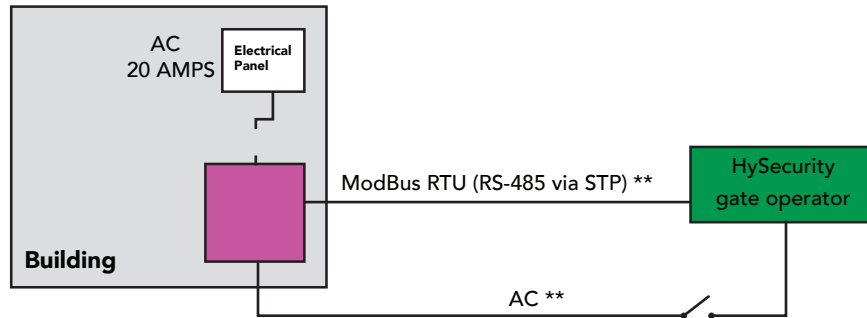 AC
20 AMPS
Electrical
Panel
ModBus RTU (RS-485 via STP) **
HySecurity
gate operator
Building
AC **